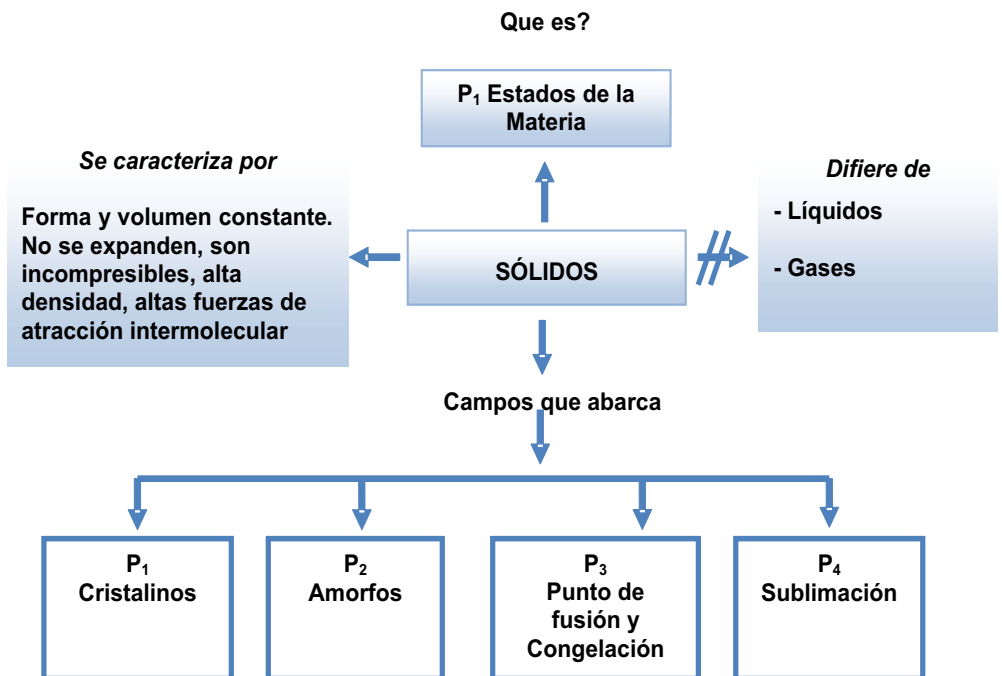 Que es?
P₁ Estados de la
Materia
Se caracteriza por
Forma y volumen constante.
No se expanden, son
incompresibles, alta
densidad, altas fuerzas de
atracción intermolecular
SÓLIDOS
Difiere de
- Líquidos
- Gases
Campos que abarca
P₁
Cristalinos
P₂
Amorfos
P₃
Punto de
fusión y
Congelación
P₄
Sublimación